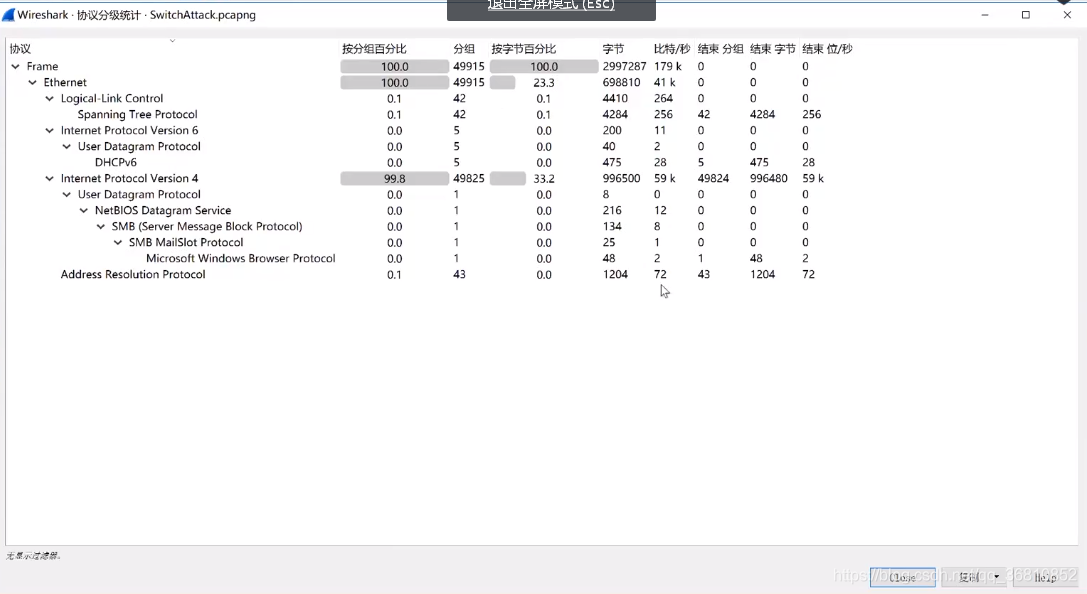 退出全屏模式 (Esc)
Wireshark · 协议分级统计 · SwitchAttack.pcapng
协议 按分组百分比 分组 按字节百分比 字节 比特/秒 结束 分组 结束 字节 结束 位/秒
Frame 100.0 49915 100.0 2997287 179 k 0 0 0
Ethernet 100.0 49915 23.3 698810 41 k 0 0 0
Logical-Link Control 0.1 42 0.1 4410 264 0 0 0
Spanning Tree Protocol 0.1 42 0.1 4284 256 42 4284 256
Internet Protocol Version 6 0.0 5 0.0 200 11 0 0 0
User Datagram Protocol 0.0 5 0.0 40 2 0 0 0
DHCPv6 0.0 5 0.0 475 28 5 475 28
Internet Protocol Version 4 99.8 49825 33.2 996500 59 k 49824 996480 59 k
User Datagram Protocol 0.0 1 0.0 8 0 0 0 0
NetBIOS Datagram Service 0.0 1 0.0 216 12 0 0 0
SMB (Server Message Block Protocol) 0.0 1 0.0 134 8 0 0 0
SMB MailSlot Protocol 0.0 1 0.0 25 1 0 0 0
Microsoft Windows Browser Protocol 0.0 1 0.0 48 2 1 48 2
Address Resolution Protocol 0.1 43 0.0 1204 72 43 1204 72
无显示过滤器。
Close 复制 Help